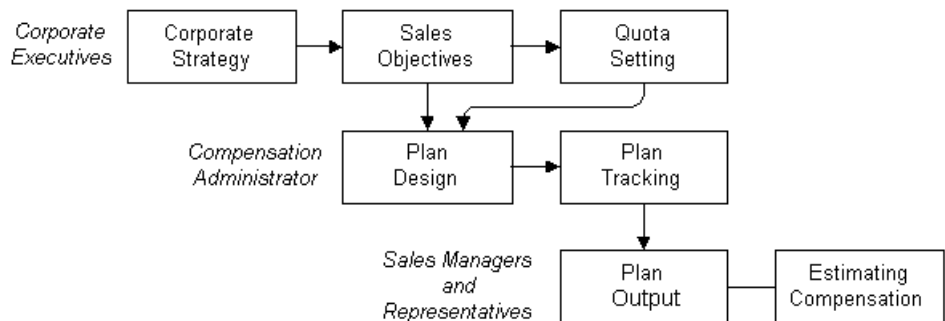 Corporate
Executives
Corporate
Strategy
Sales
Objectives
Quota
Setting
Compensation
Administrator
Plan
Design
Plan
Tracking
Sales Managers
and
Representatives
Plan
Output
Estimating
Compensation